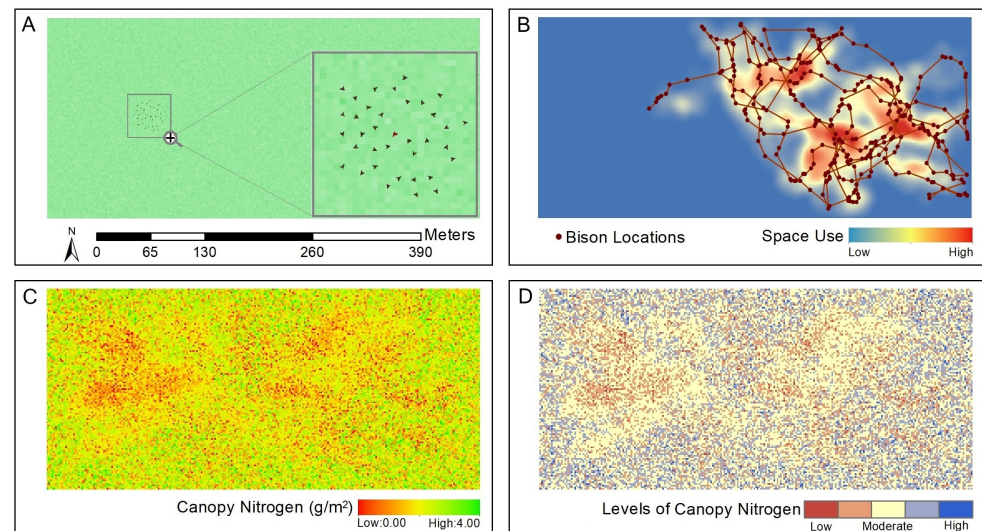 A
N
0 65 130 260 390 Meters
B
Bison Locations Space Use
Low High
C
Canopy Nitrogen (g/m²)
Low:0.00 High:4.00
D
Levels of Canopy Nitrogen
Low Moderate High